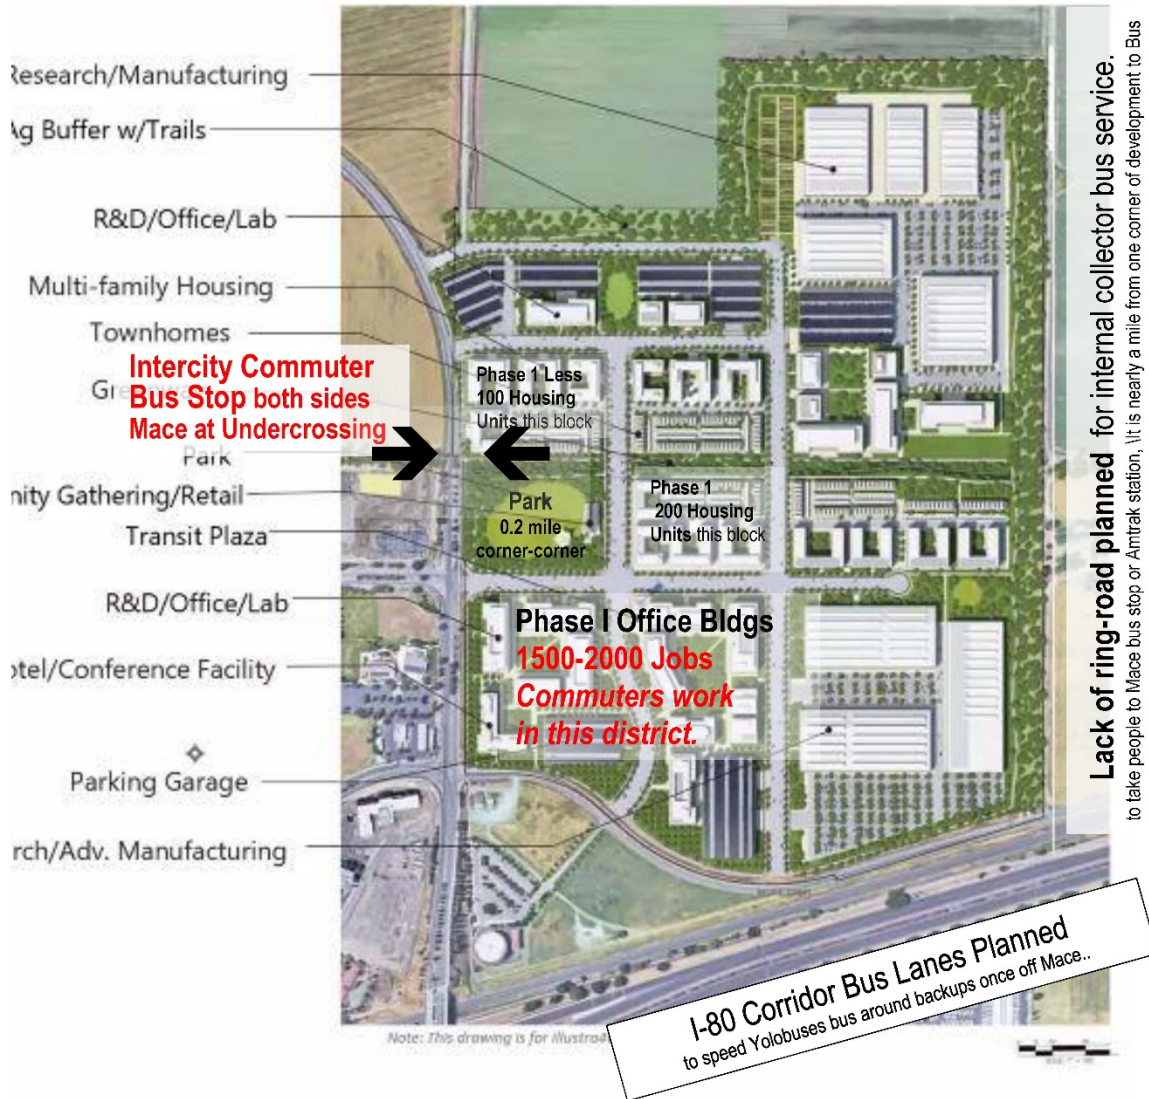 Research/Manufacturing
Ag Buffer w/Trails
R&D/Office/Lab
Multi-family Housing
Townhomes
Intercity Commuter
Bus Stop both sides
Mace at Undercrossing
Park
nity Gathering/Retail
Transit Plaza
R&D/Office/Lab
otel/Conference Facility
Parking Garage
rch/Adv. Manufacturing
Phase 1 Less
100 Housing
Units this block
Park
0.2 mile
corner-corner
Phase 1
200 Housing
Units this block
Phase I Office Bldgs
1500-2000 Jobs
Commuters work
in this district.
Lack of ring-road planned for internal collector bus service.
to take people to Mace bus stop or Amtrak station, \It is nearly a mile from one corner of development to Bus
I-80 Corridor Bus Lanes Planned
to speed Yolobuses bus around backups once off Mace..
Note: This drawing is for illustra